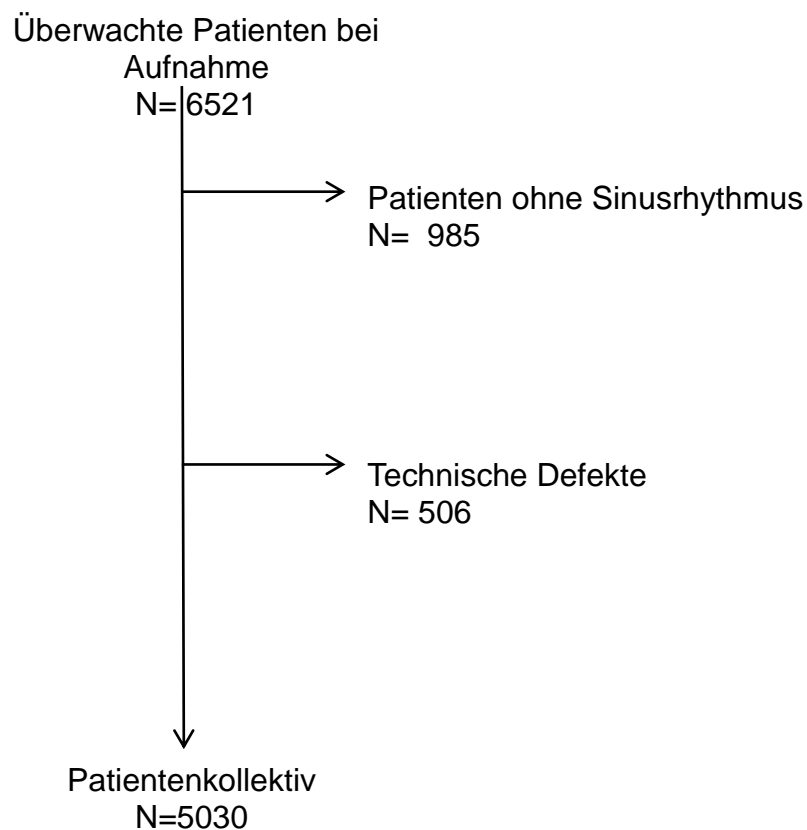 Überwachte Patienten bei
Aufnahme
N= 6521
Patienten ohne Sinusrhythmus
N=  985
Technische Defekte
N= 506
Patientenkollektiv
N=5030